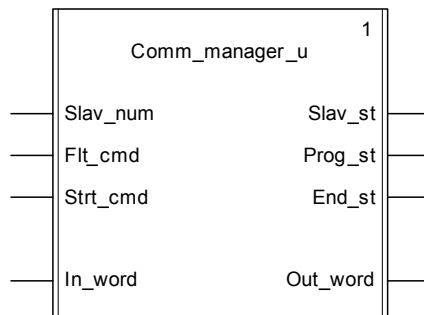 1
Comm_manager_u
Slav_num Slav_st
Flt_cmd Prog_st
Strt_cmd End_st
In_word Out_word